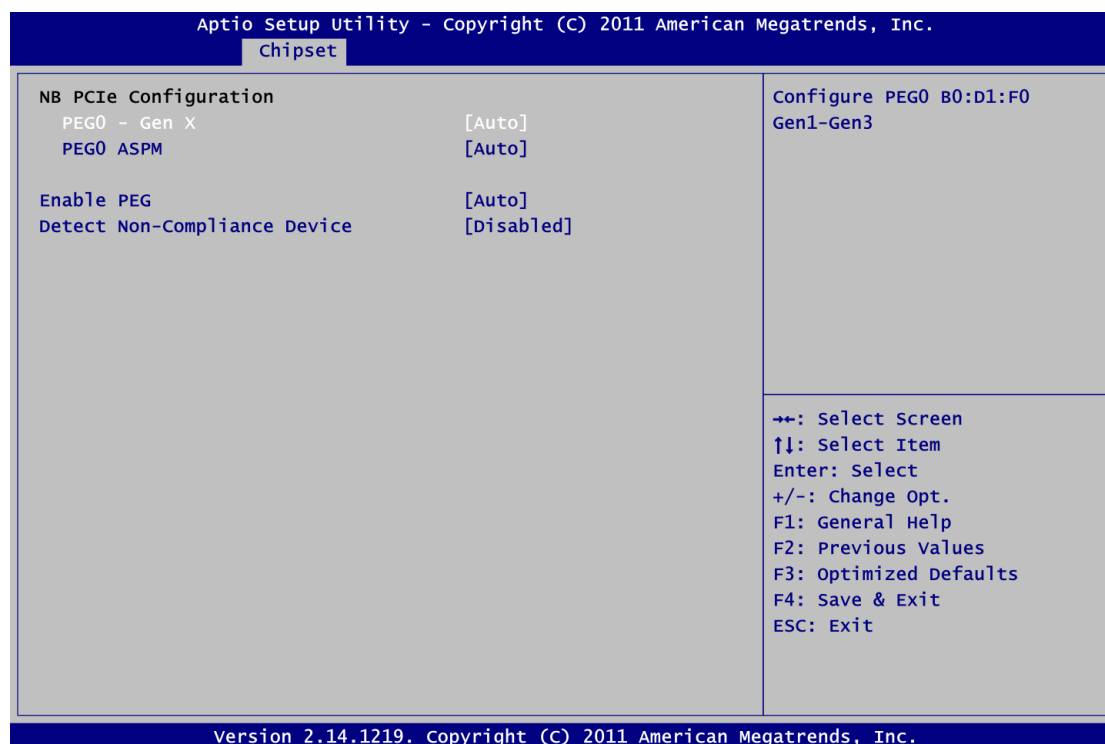 Aptio Setup Utility - Copyright (C) 2011 American Megatrends, Inc.
Chipset
NB PCIe Configuration
PEG0 - Gen X [Auto]
PEG0 ASPM [Auto]
Enable PEG [Auto]
Detect Non-Compliance Device [Disabled]
Configure PEG0 B0:D1:F0
Gen1-Gen3
→←: Select Screen
↑↓: Select Item
Enter: Select
+/-: Change Opt.
F1: General Help
F2: Previous Values
F3: Optimized Defaults
F4: Save & Exit
ESC: Exit
Version 2.14.1219. Copyright (C) 2011 American Megatrends, Inc.